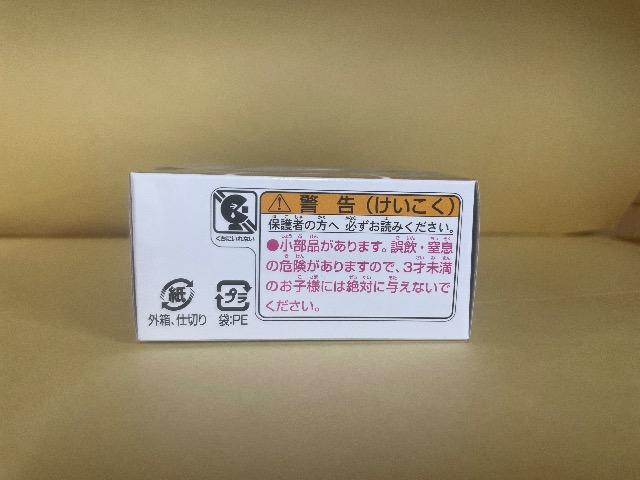 警告(けいこく)
保護者の方へ 必ずお読みください。
●小部品があります。誤飲・窒息
の危険がありますので、3才未満
のお子様には絶対に与えないで
ください。
くちにいれない
紙
プラ
外箱、仕切り 袋:PE